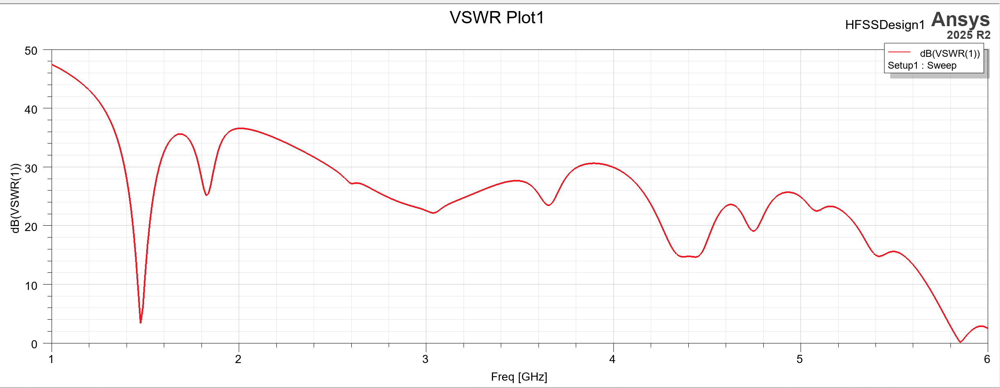 VSWR Plot1
HFSSDesign1
Ansys
2025 R2
dB(VSWR(1))
Setup1 : Sweep
50
40
30
20
10
0
dB(VSWR(1))
1
2
3
4
5
6
Freq [GHz]